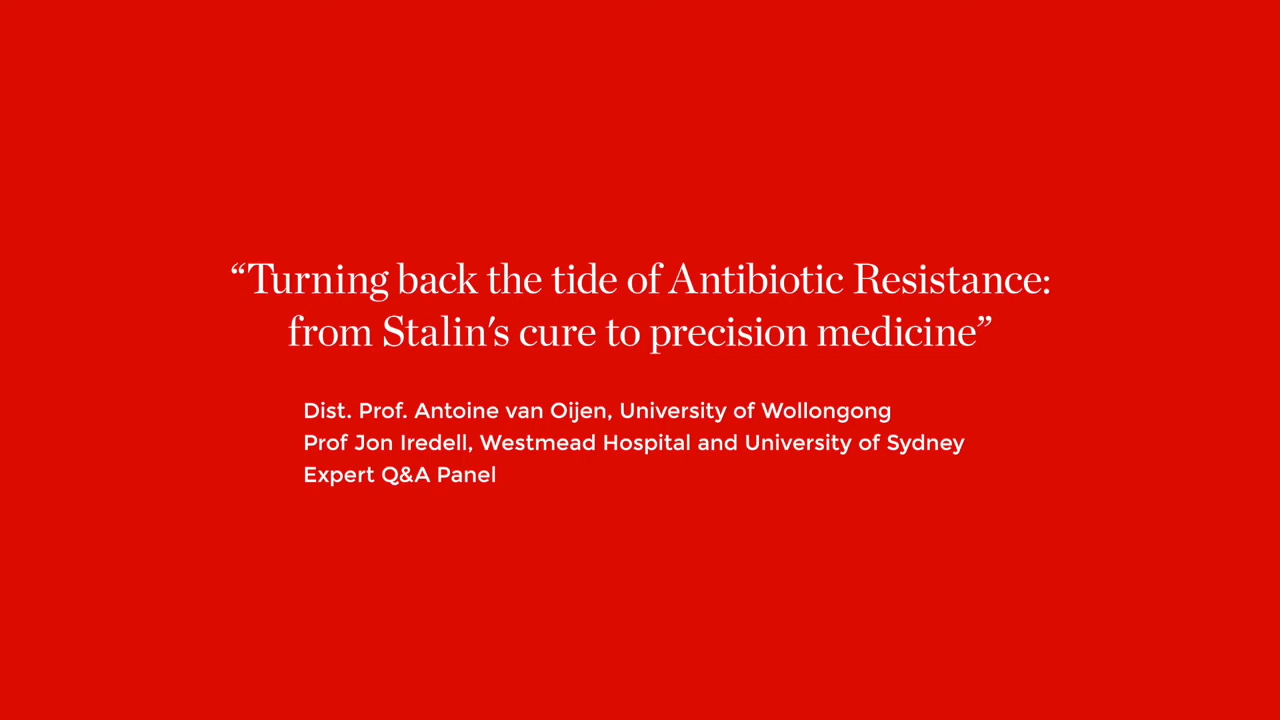 “Turning back the tide of Antibiotic Resistance:
from Stalin's cure to precision medicine”
Dist. Prof. Antoine van Oijen, University of Wollongong
Prof Jon Iredell, Westmead Hospital and University of Sydney
Expert Q&A Panel